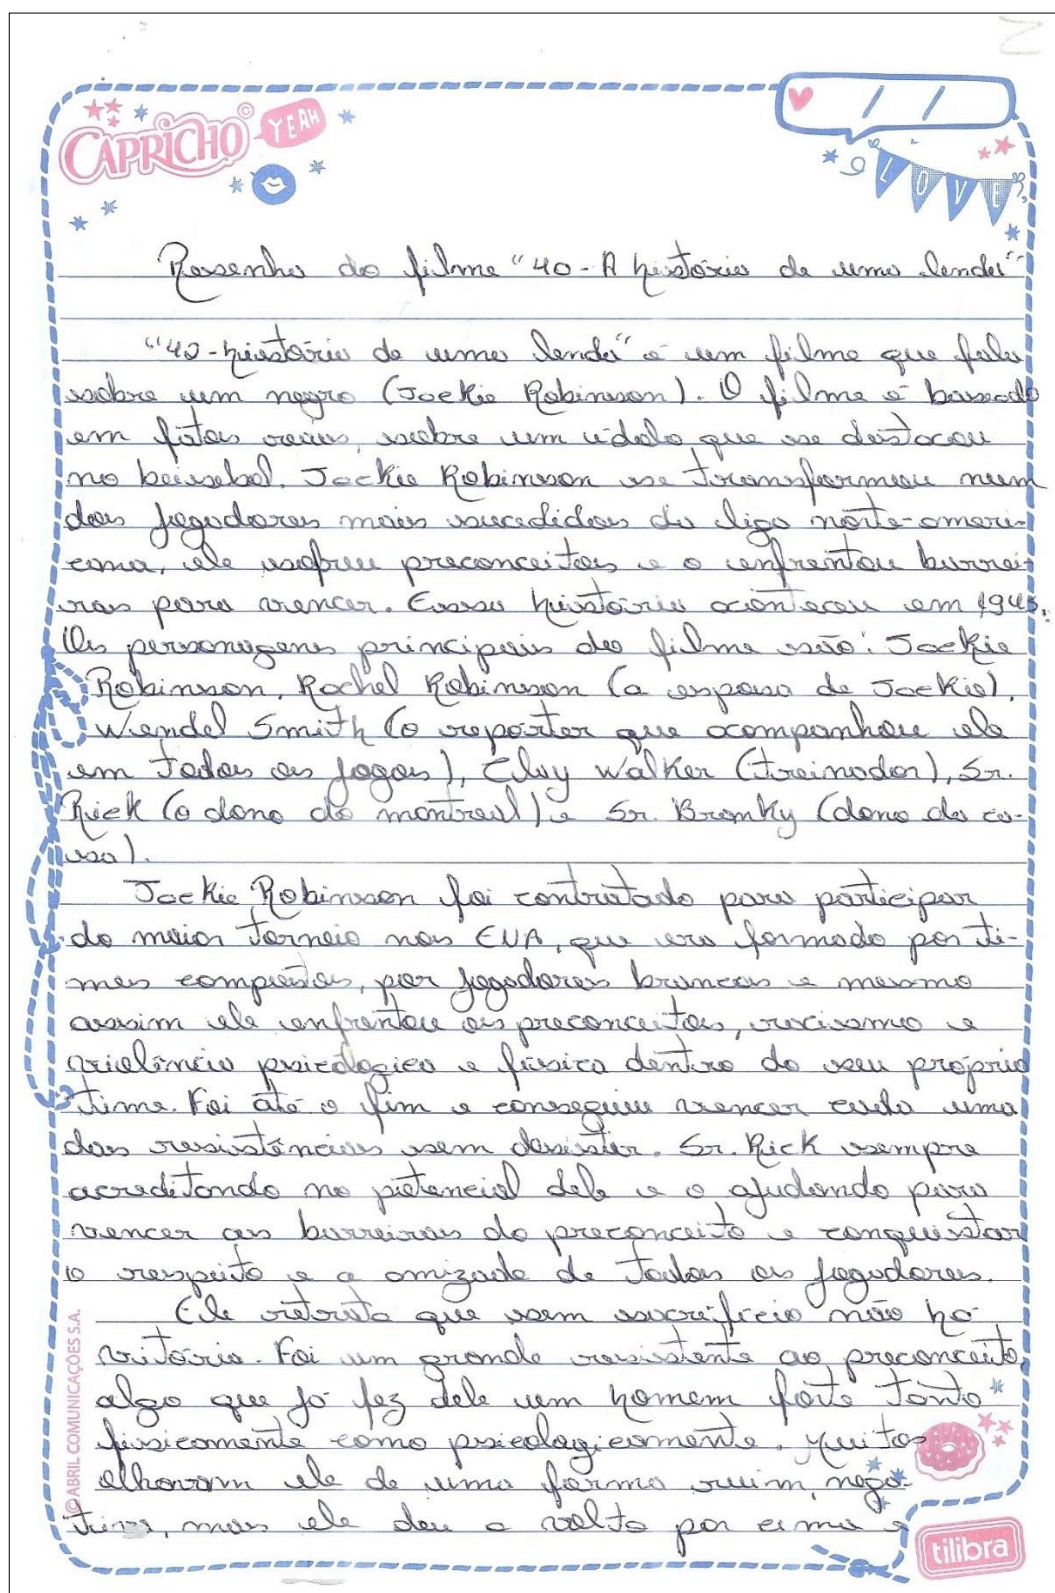 CAPRICHO © YEAH
/ /
LOVE
Resenha do filme "40 - A história de uma lenda"
"40 - história de uma lenda" é um filme que fala
sobre um negro (Jackie Robinson). O filme é baseado
em fatos reais, sobre um ídolo que se destacou
no beisebol. Jackie Robinson se transformou num
dos jogadores mais sucedidos da liga norte-ameri-
cana, ele sofreu preconceitos e o enfrentou barrei-
ras para vencer. Essa história aconteceu em 1945.
Os personagens principais do filme são: Jackie
Robinson, Rachel Robinson (a esposa de Jackie),
Wendel Smith (o repórter que acompanhou ele
em todos os jogos), Clay Walker (treinador), Sr.
Rick (o dono do montreal) e Sr. Bromky (dono da ca-
sa).
Jackie Robinson foi contratado para participar
do maior torneio nos EUA, que era formado por ti-
mes compostos, por jogadores brancos e mesmo
assim ele enfrentou os preconceitos, racismo e
violência psicológica e física dentro do seu próprio
time. Foi até o fim e conseguiu vencer cada uma
das resistências sem desistir. Sr. Rick sempre
acreditando no potencial dele e o ajudando para
vencer as barreiras do preconceito e conquistar
o respeito e a amizade de todos os jogadores.
Ele retrata que sem sacrifício não há
vitória. Foi um grande resistente ao preconceito,
algo que já fez dele um homem forte tanto
fisicamente como psicologicamente. Muitos
olhavam ele de uma forma ruim, nega-
tiva, mas ele deu a volta por cima e
© ABRIL COMUNICAÇÕES S.A.
tilibra